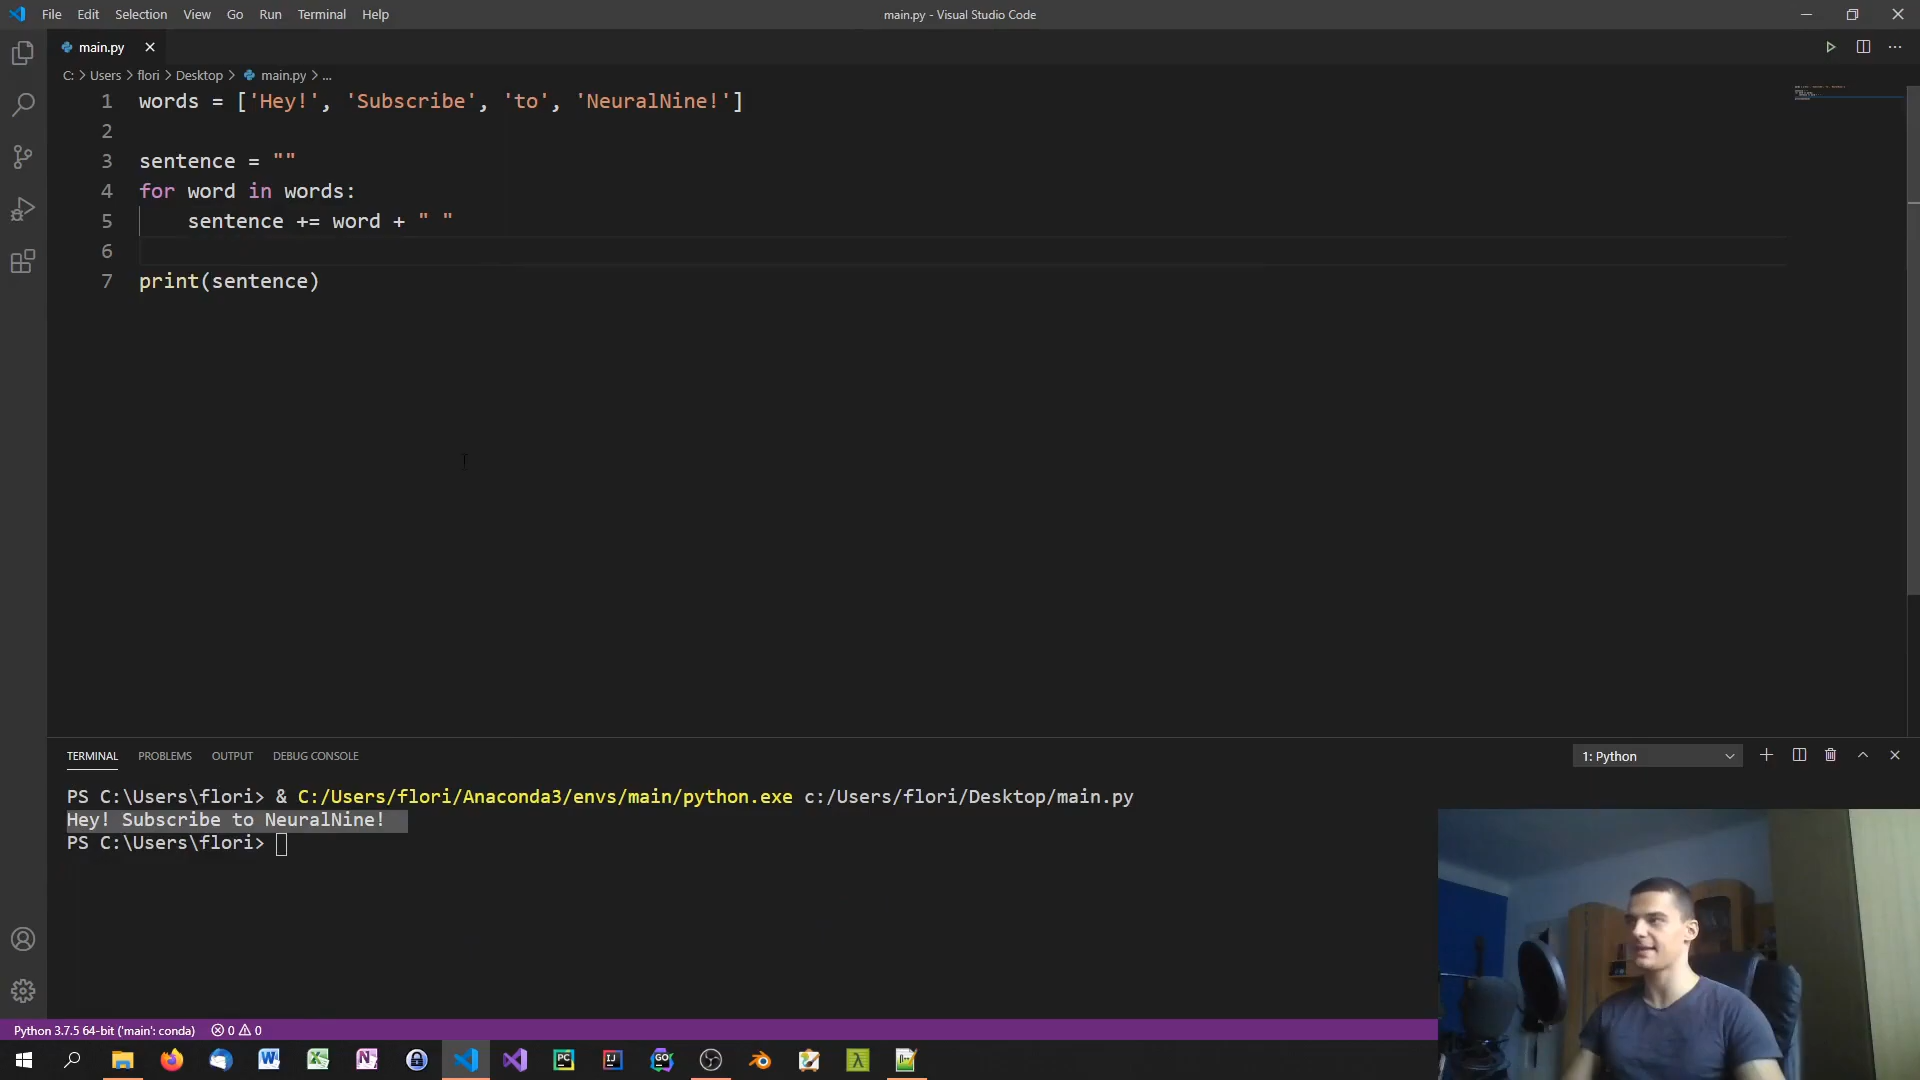 File Edit Selection View Go Run Terminal Help
main.py - Visual Studio Code
main.py
C: > Users > flori > Desktop > main.py > ...
1 words = ['Hey!', 'Subscribe', 'to', 'NeuralNine!']
2
3 sentence = ""
4 for word in words:
5 sentence += word + " "
6
7 print(sentence)
TERMINAL PROBLEMS OUTPUT DEBUG CONSOLE
1: Python
PS C:\Users\flori> & C:/Users/flori/Anaconda3/envs/main/python.exe c:/Users/flori/Desktop/main.py
Hey! Subscribe to NeuralNine!
PS C:\Users\flori>
Python 3.7.5 64-bit ('main': conda) 0 0